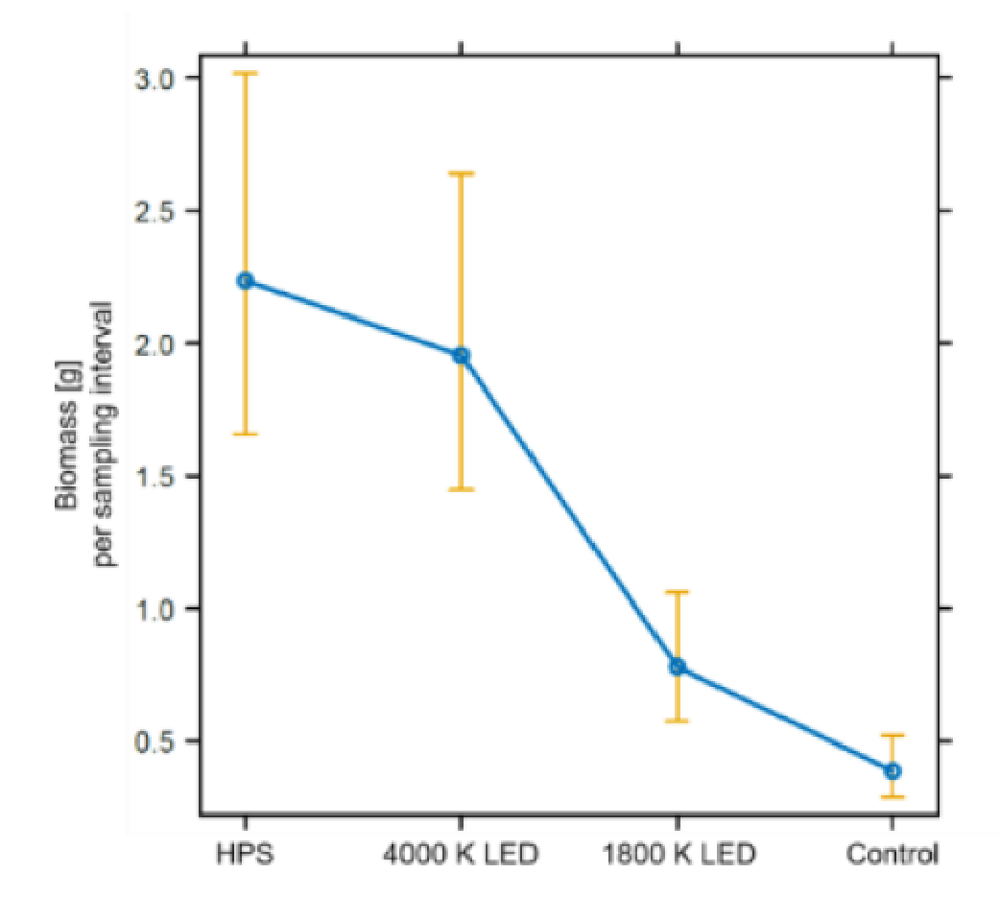 3.0
2.5
2.0
1.5
1.0
0.5
Biomass [g]
per sampling interval
HPS
4000 K LED
1800 K LED
Control